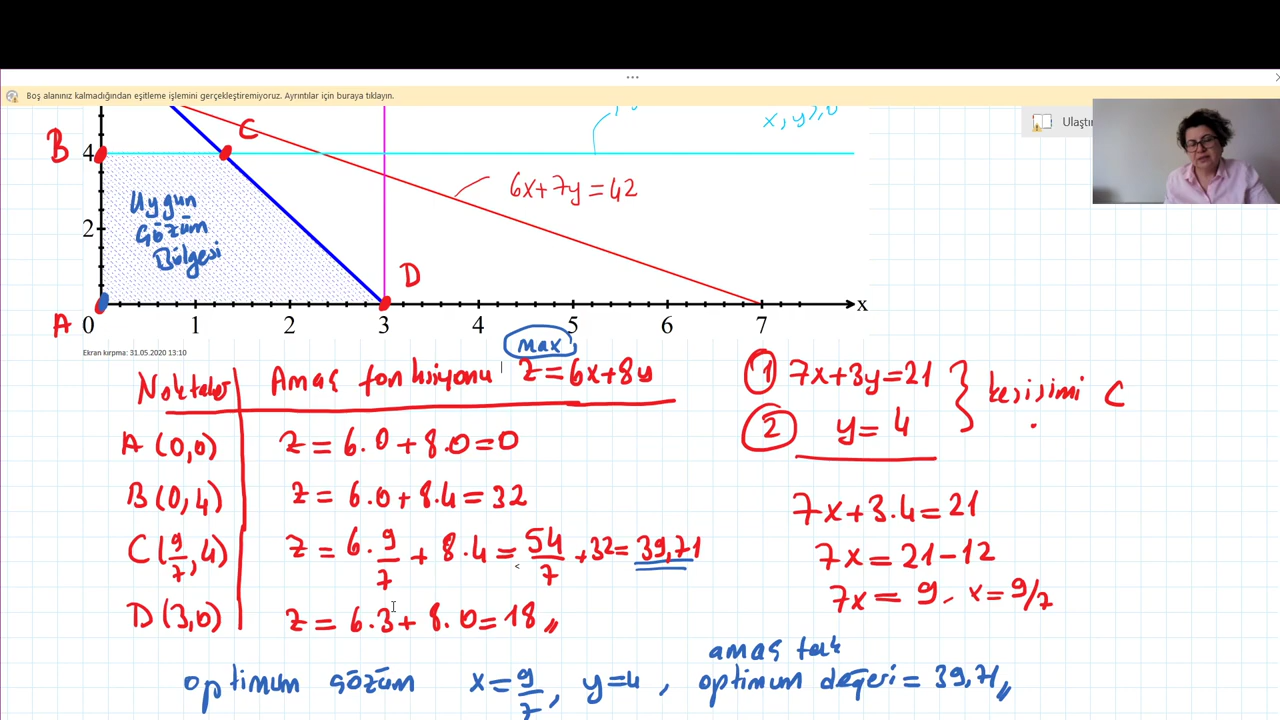 Boş alanınız kalmadığından eşitleme işlemini gerçekleştiremiyoruz. Ayrıntılar için buraya tıklayın.
Ulaştır
x, y ≥ 0
B 4 C
6x+7y=42
Uygun
Çözüm
Bölgesi
2
D
A 0 1 2 3 4 5 6 7 x
Ekran kırpma: 31.05.2020 13:10
max
Noktalar Amaç fonksiyonu z=6x+8y
A(0,0) z=6.0+8.0=0
B(0,4) z=6.0+8.4=32
C(9/7,4) z=6.9/7+8.4=54/7+32=39,71
D(3,0) z=6.3+8.0=18
① 7x+3y=21
② y=4
kesişimi C
7x+3.4=21
7x=21-12
7x=9 x=9/7
amaç fonk
optimum çözüm x=9/7, y=4, optimum değeri=39,71